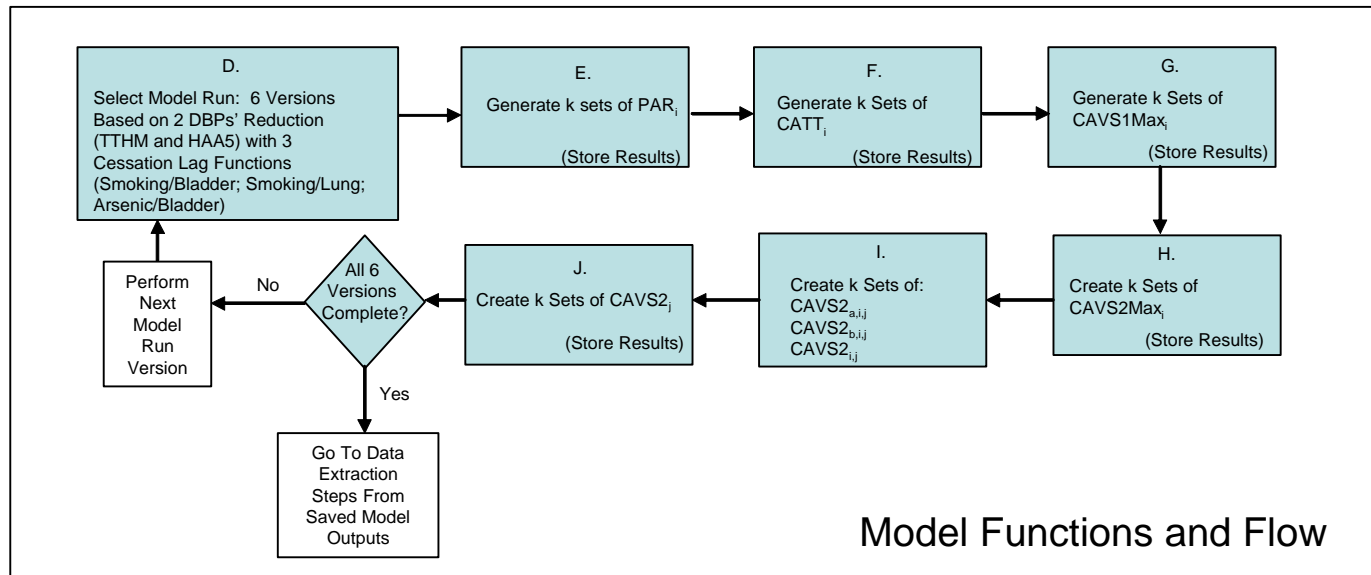 D.
Select Model Run: 6 Versions
Based on 2 DBPs' Reduction
(TTHM and HAA5) with 3
Cessation Lag Functions
(Smoking/Bladder; Smoking/Lung;
Arsenic/Bladder)
E.
Generate k sets of PARi
(Store Results)
F.
Generate k Sets of
CATTi
(Store Results)
G.
Generate k Sets of
CAVS1Maxi
(Store Results)
H.
Create k Sets of
CAVS2Maxi
(Store Results)
I.
Create k Sets of:
CAVS2a,i,j
CAVS2b,i,j
CAVS2i,j
J.
Create k Sets of CAVS2j
(Store Results)
All 6
Versions
Complete?
No
Perform
Next
Model
Run
Version
Yes
Go To Data
Extraction
Steps From
Saved Model
Outputs
Model Functions and Flow